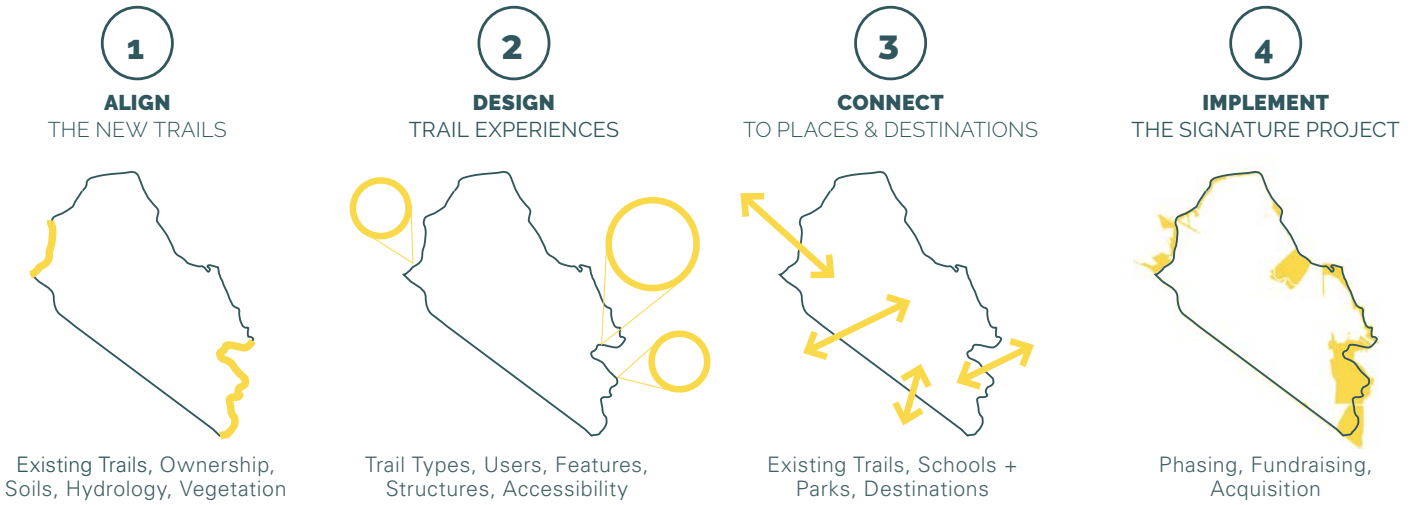 1
ALIGN
THE NEW TRAILS
Existing Trails, Ownership,
Soils, Hydrology, Vegetation
2
DESIGN
TRAIL EXPERIENCES
Trail Types, Users, Features,
Structures, Accessibility
3
CONNECT
TO PLACES & DESTINATIONS
Existing Trails, Schools +
Parks, Destinations
4
IMPLEMENT
THE SIGNATURE PROJECT
Phasing, Fundraising,
Acquisition